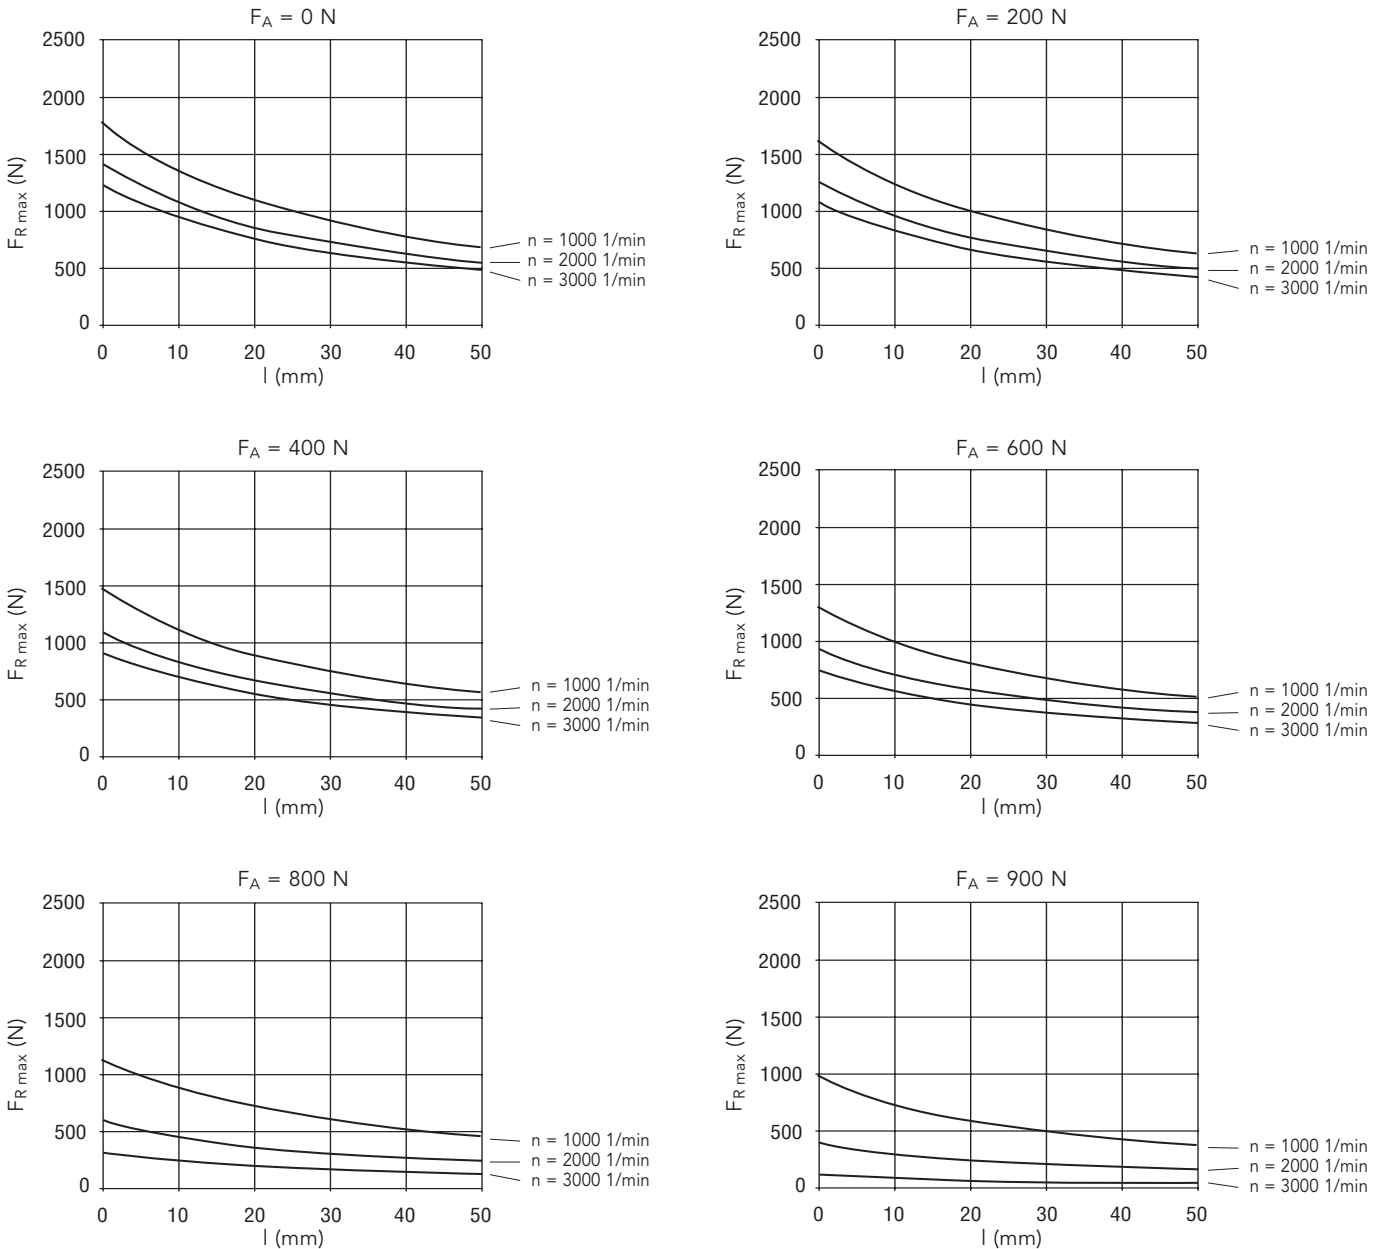 F_A = 0 N
2500
2000
1500
1000
500
0
F_R max (N)
0 10 20 30 40 50
l (mm)
n = 1000 1/min
n = 2000 1/min
n = 3000 1/min
F_A = 200 N
2500
2000
1500
1000
500
0
F_R max (N)
0 10 20 30 40 50
l (mm)
n = 1000 1/min
n = 2000 1/min
n = 3000 1/min
F_A = 400 N
2500
2000
1500
1000
500
0
F_R max (N)
0 10 20 30 40 50
l (mm)
n = 1000 1/min
n = 2000 1/min
n = 3000 1/min
F_A = 600 N
2500
2000
1500
1000
500
0
F_R max (N)
0 10 20 30 40 50
l (mm)
n = 1000 1/min
n = 2000 1/min
n = 3000 1/min
F_A = 800 N
2500
2000
1500
1000
500
0
F_R max (N)
0 10 20 30 40 50
l (mm)
n = 1000 1/min
n = 2000 1/min
n = 3000 1/min
F_A = 900 N
2500
2000
1500
1000
500
0
F_R max (N)
0 10 20 30 40 50
l (mm)
n = 1000 1/min
n = 2000 1/min
n = 3000 1/min